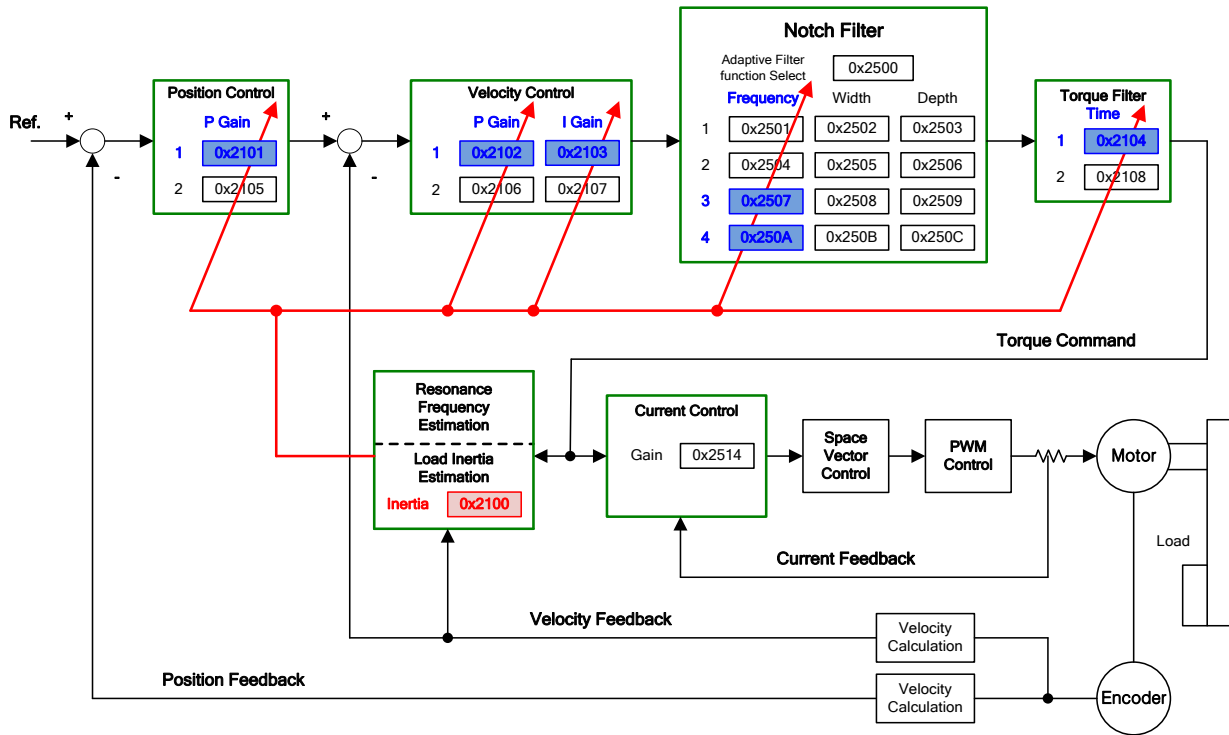 Notch Filter
Adaptive Filter
function Select
0x2500
Frequency Width Depth
1 0x2501 0x2502 0x2503
2 0x2504 0x2505 0x2506
3 0x2507 0x2508 0x2509
4 0x250A 0x250B 0x250C
Ref.
+
-
Position Control
P Gain
1 0x2101
2 0x2105
+
-
Velocity Control
P Gain I Gain
1 0x2102 0x2103
2 0x2106 0x2107
Torque Filter
Time
1 0x2104
2 0x2108
Torque Command
Resonance
Frequency
Estimation
Load Inertia
Estimation
Inertia 0x2100
Current Control
Gain 0x2514
Space
Vector
Control
PWM
Control
Motor
Load
Current Feedback
Velocity Feedback
Velocity
Calculation
Position Feedback
Velocity
Calculation
Encoder